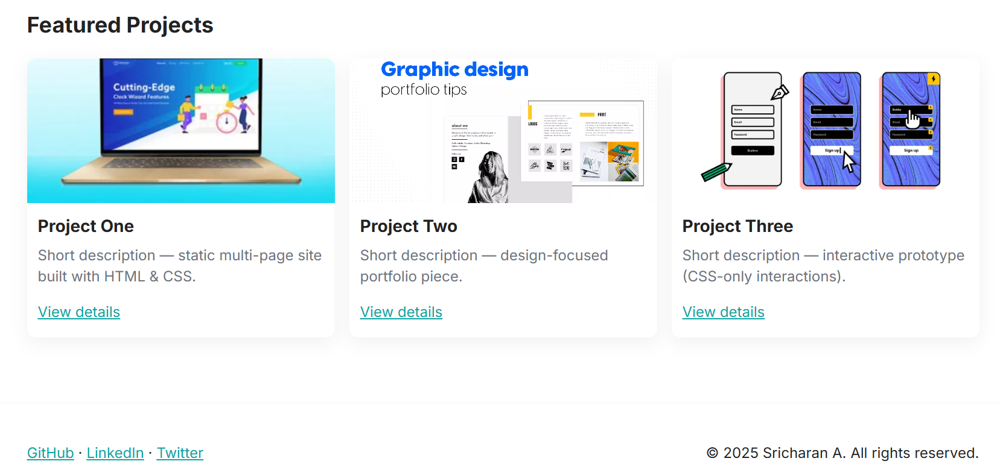 Featured Projects
Cutting-Edge
Clock Wizard Features
Graphic design
portfolio tips
about me
LOGOS
PRINT
Name
Email
Password
Button
Name
Email
Password
Sign up
Bobby
Email
Password
Sign up
Project One
Short description — static multi-page site
built with HTML & CSS.
View details
Project Two
Short description — design-focused
portfolio piece.
View details
Project Three
Short description — interactive prototype
(CSS-only interactions).
View details
GitHub · LinkedIn · Twitter
© 2025 Sricharan A. All rights reserved.